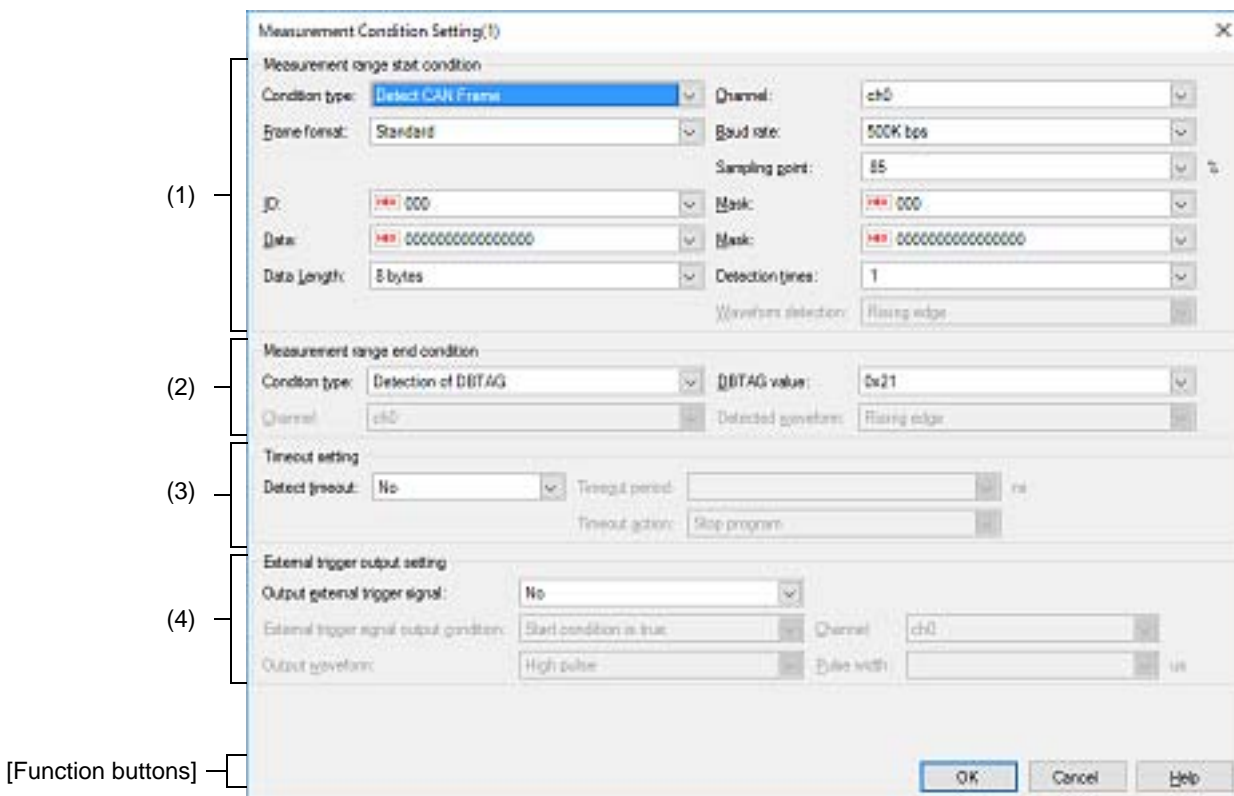 Measurement Condition Setting(1)
Measurement range start condition
Condition type: Detect CAN Frame Channel: ch0
Frame format: Standard Baud rate: 500K bps
Sampling point: 85 %
(1)
ID: HEX 000 Mask: HEX 000
Data: HEX 0000000000000000 Mask: HEX 0000000000000000
Data Length: 8 bytes Detection times: 1
Waveform detection: Rising edge
Measurement range end condition
(2)
Condition type: Detection of DBTAG DBTAG value: 0x21
Channel: ch0 Detected waveform: Rising edge
Timeout setting
(3)
Detect timeout: No Timeout period: ns
Timeout action: Stop program
External trigger output setting
Output external trigger signal: No
(4)
External trigger signal output condition: Start condition is true Channel: ch0
Output waveform: High pulse Pulse width: us
[Function buttons]
OK Cancel Help